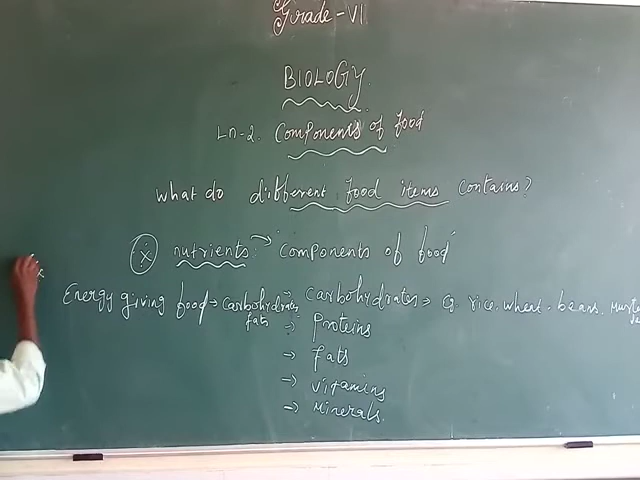 Grade - VI
BIOLOGY
Ln-2. Components of food
What do different food items contains?
nutrients: → "Components of food"
Energy giving food → Carbohydrates fats
→ Carbohydrates → eg. rice. wheat. beans.
→ Proteins
→ fats
→ Vitamins
→ Minerals.